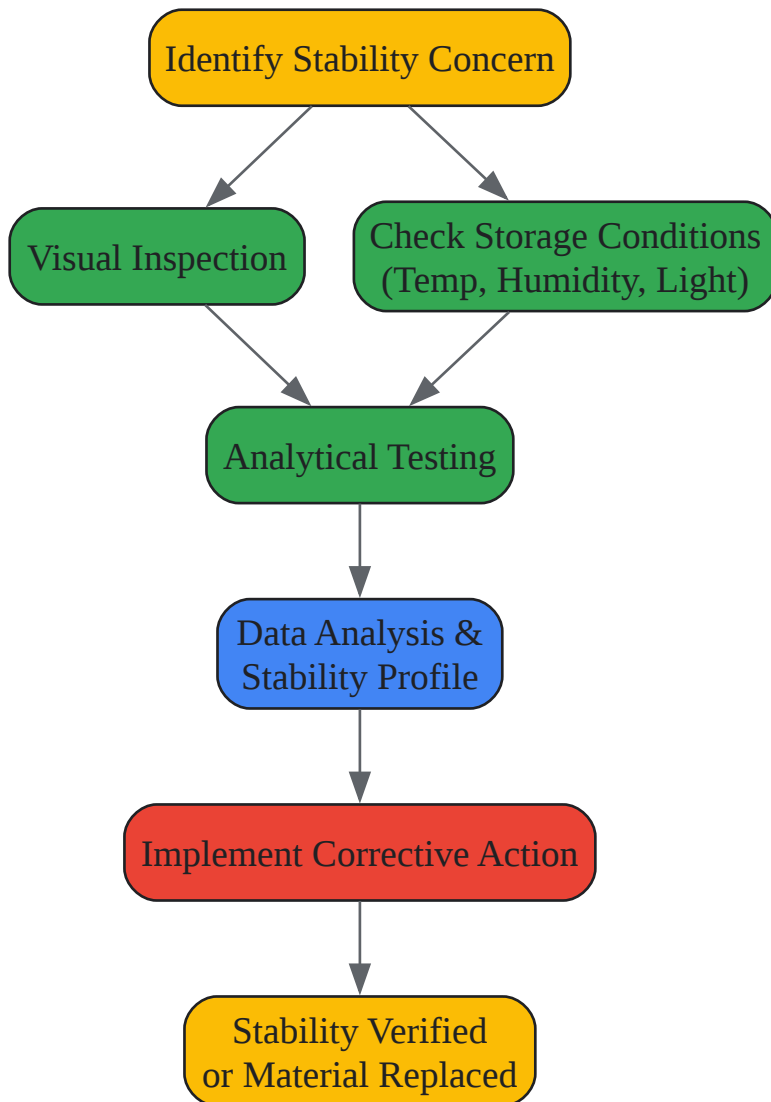 Identify Stability Concern
Visual Inspection
Check Storage Conditions
(Temp, Humidity, Light)
Analytical Testing
Data Analysis &
Stability Profile
Implement Corrective Action
Stability Verified
or Material Replaced